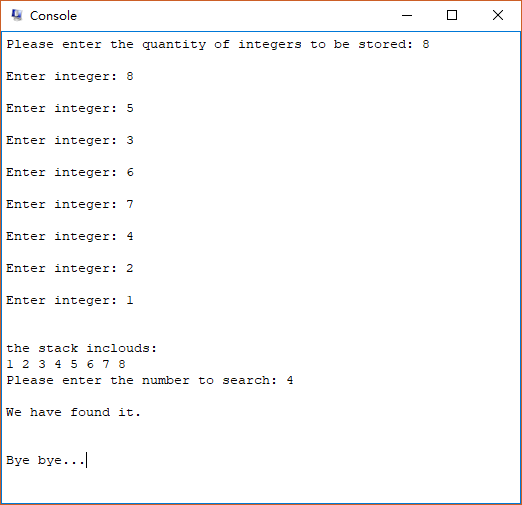 Console
Please enter the quantity of integers to be stored: 8
Enter integer: 8
Enter integer: 5
Enter integer: 3
Enter integer: 6
Enter integer: 7
Enter integer: 4
Enter integer: 2
Enter integer: 1
the stack inclouds:
1 2 3 4 5 6 7 8
Please enter the number to search: 4
We have found it.
Bye bye...